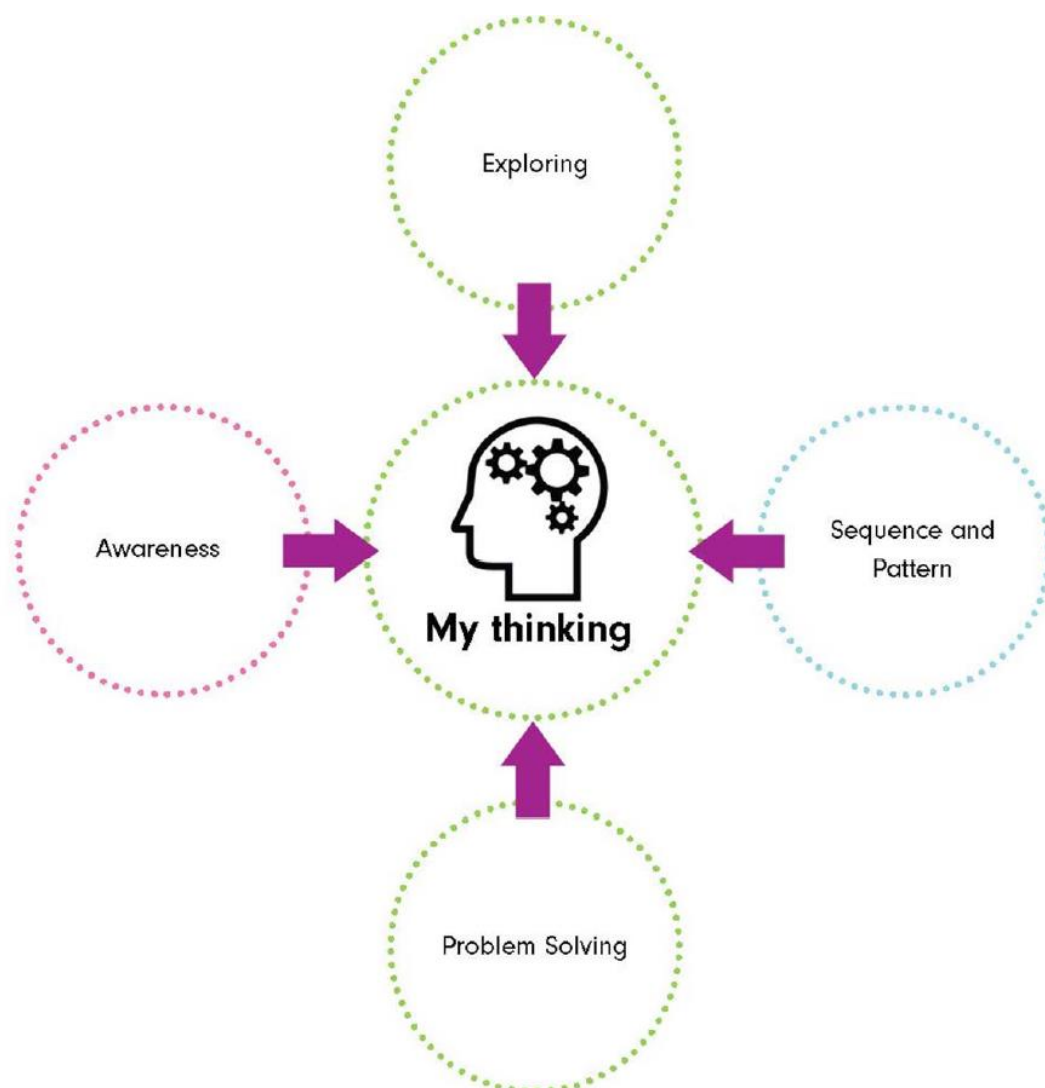 Exploring
Awareness
My thinking
Sequence and
Pattern
Problem Solving